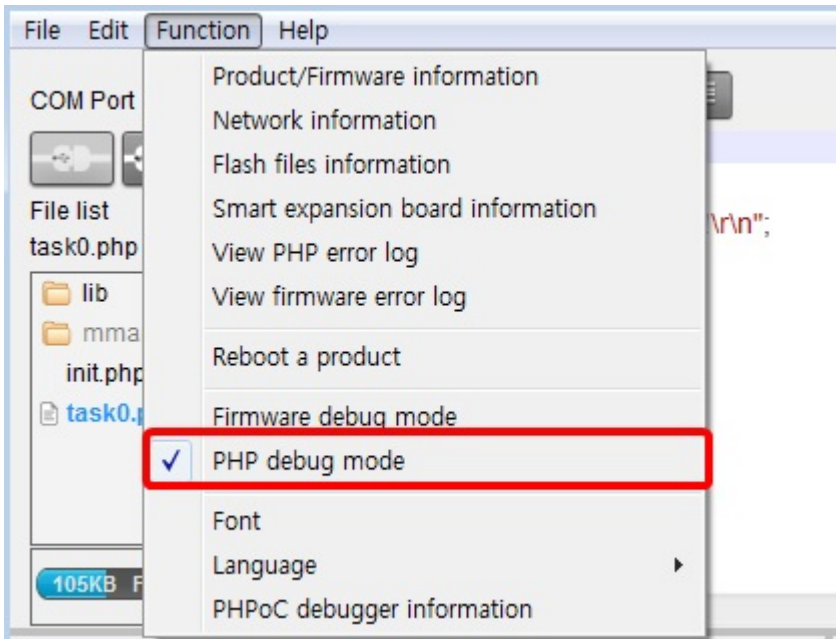 File Edit Function Help
COM Port
Product/Firmware information
Network information
Flash files information
Smart expansion board information
View PHP error log
View firmware error log
Reboot a product
Firmware debug mode
PHP debug mode
Font
Language
PHPoC debugger information
File list
task0.php
lib
mma
init.php
task0.p
105KB F
\r\n";